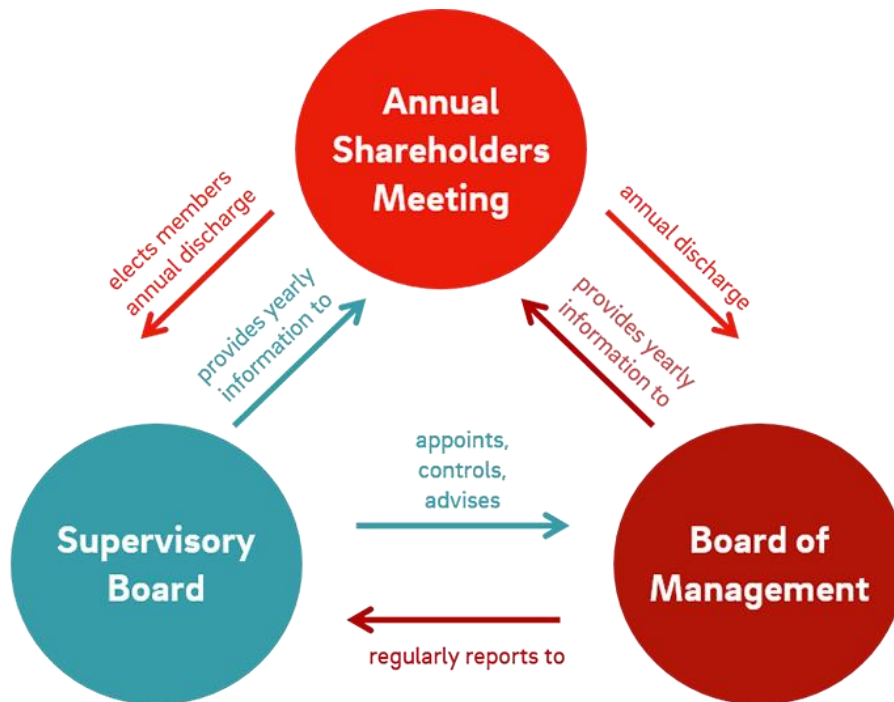 Annual
Shareholders
Meeting
elects members
annual discharge
provides yearly
information to
annual discharge
provides yearly
information to
appoints,
controls,
advises
Supervisory
Board
Board of
Management
regularly reports to